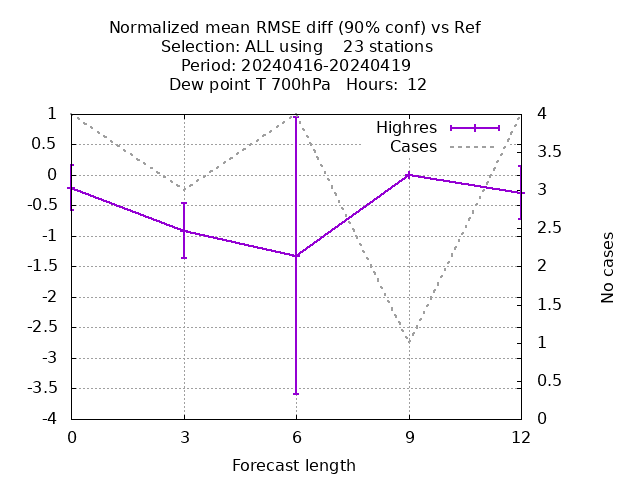 Normalized mean RMSE diff (90% conf) vs Ref
Selection: ALL using    23 stations
Period: 20240416-20240419
Dew point T 700hPa   Hours:  12
Highres
Cases
1
0.5
0
-0.5
-1
-1.5
-2
-2.5
-3
-3.5
-4
4
3.5
3
2.5
2
1.5
1
0.5
0
No cases
0 3 6 9 12
Forecast length